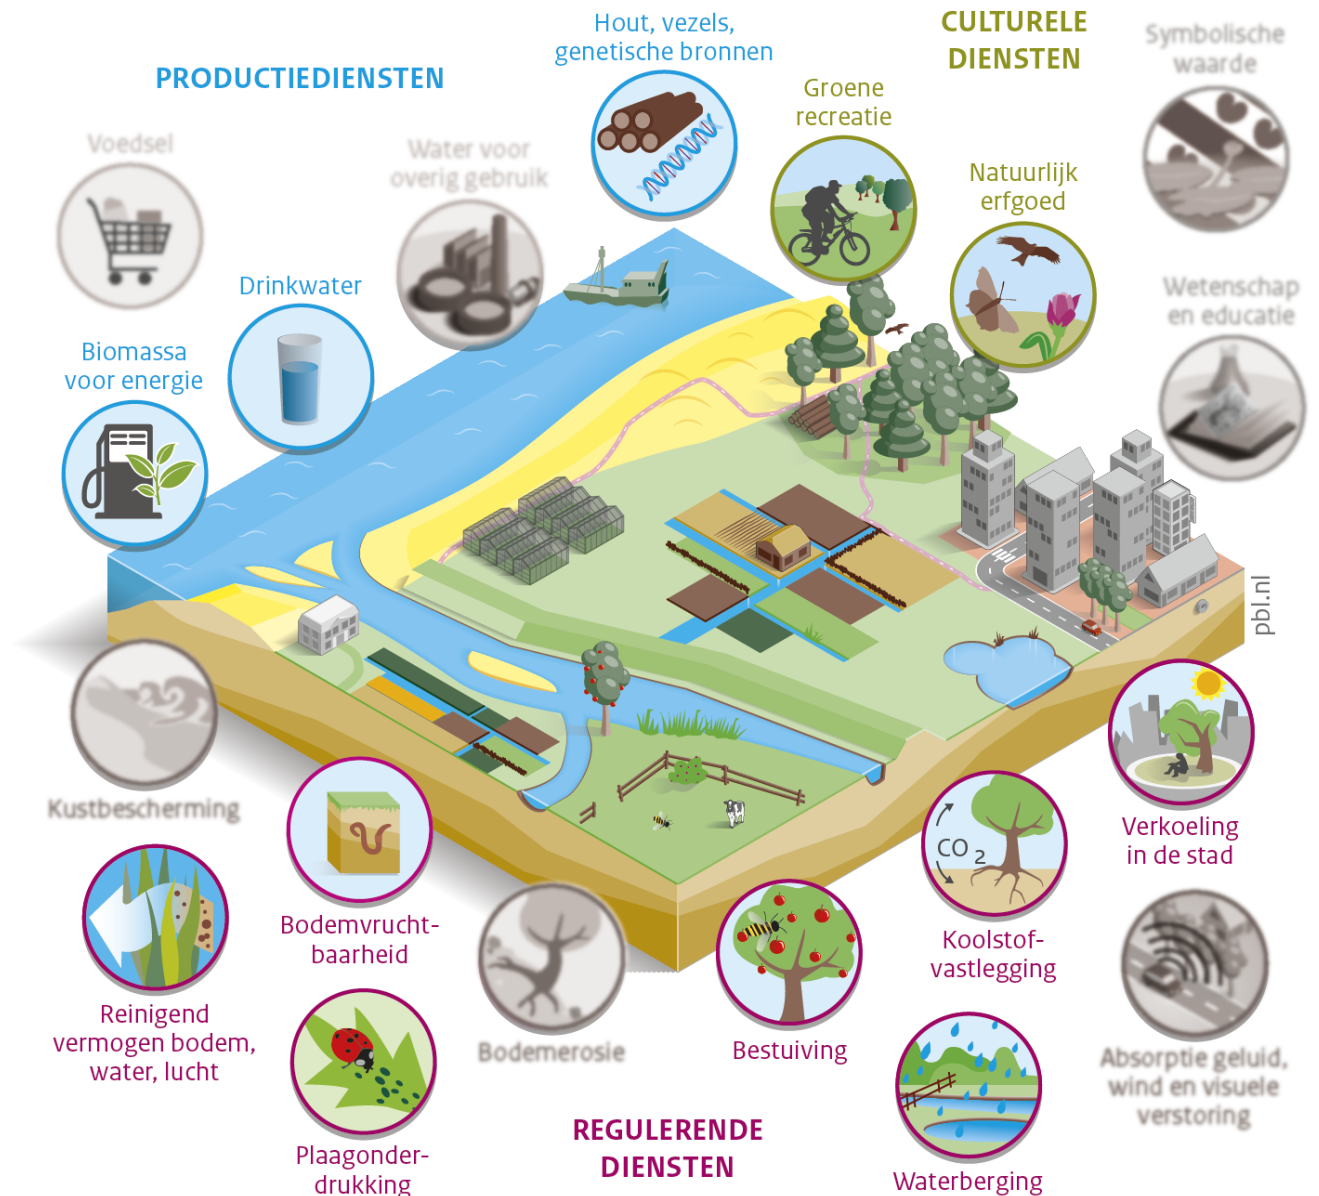 Hout, vezels,
genetische bronnen
CULTURELE
DIENSTEN
Symbolische
waarde
PRODUCTIEDIENSTEN
Groene
recreatie
Voedsel
Water voor
overig gebruik
Natuurlijk
erfgoed
Drinkwater
Wetenschap
en educatie
Biomassa
voor energie
pbl.nl
Kustbescherming
Verkoeling
in de stad
CO 2
Bodemvrucht-
baarheid
Koolstof-
vastlegging
Reinigend
vermogen bodem,
water, lucht
Bodemerosie
Bestuiving
Absorptie geluid,
wind en visuele
verstoring
REGULERENDE
DIENSTEN
Plaagonder-
drukking
Waterberging